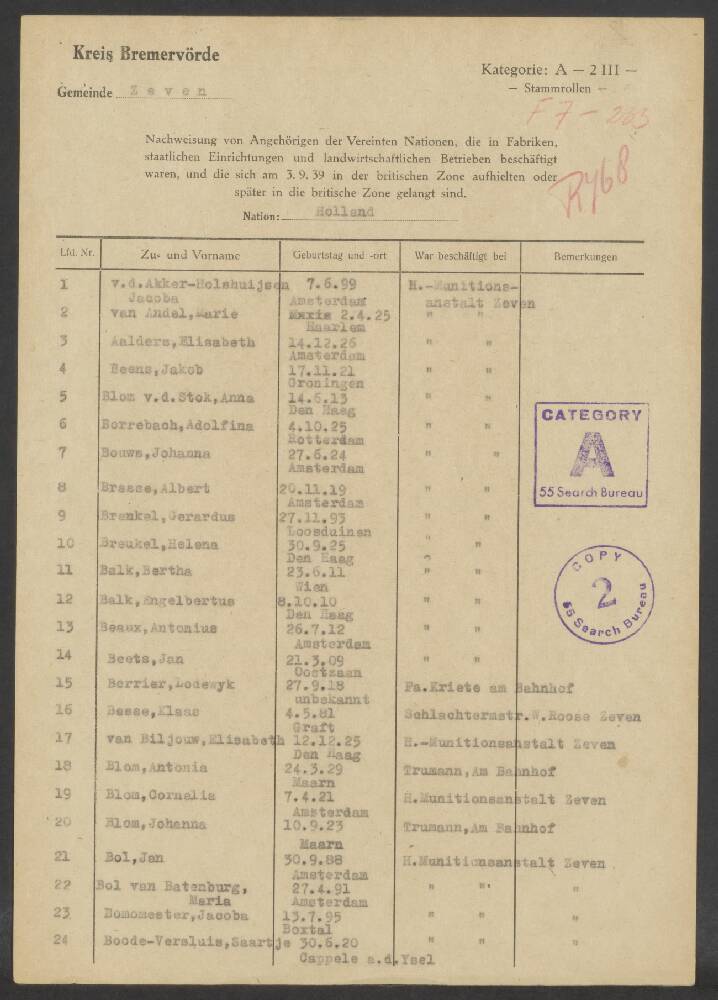 Kreis Bremervörde
Kategorie: A — 2 III —
— Stammrollen —
Gemeinde Zeven
F 7 - 283
Nachweisung von Angehörigen der Vereinten Nationen, die in Fabriken,
staatlichen Einrichtungen und landwirtschaftlichen Betrieben beschäftigt
waren, und die sich am 3. 9. 39 in der britischen Zone aufhielten oder
später in die britische Zone gelangt sind.
R468
Nation: Holland
Lfd. Nr. Zu- und Vorname Geburtstag und -ort War beschäftigt bei Bemerkungen
1 v.d.Akker-Holshuijsen 7.6.99 H.-Munitions-
Jacoba Amsterdam anstalt Zeven
2 van Andel,Marie 2.4.25 " "
Haarlem
3 Aalders,Elisabeth 14.12.26 " "
Amsterdam
4 Beens,Jakob 17.11.21 " "
Groningen
5 Blom v.d.Stok,Anna 14.6.13 " "
Den Haag
6 Borrebach,Adolfina 4.10.25 " "
Rotterdam
7 Bouws,Johanna 27.6.24 " "
Amsterdam
8 Brasse,Albert 20.11.19 " "
Amsterdam
9 Brenkel,Gerardus 27.11.93 " "
Loosduinen
10 Breukel,Helena 30.9.25 " "
Den Haag
11 Balk,Bertha 23.6.11 " "
Wien
12 Balk,Engelbertus 8.10.10 " "
Den Haag
13 Beaux,Antonius 26.7.12 " "
Amsterdam
14 Beets,Jan 21.3.09 " "
Oostzaan
15 Berrier,Lodewyk 27.9.18 Fa.Kriete am Bahnhof
unbekannt
16 Besse,Klaas 4.5.81 Schlachtermstr.W.Roose Zeven
Graft
17 van Biljouw,Elisabeth 12.12.25 H.-Munitionsanstalt Zeven
Den Haag
18 Blom,Antonia 24.3.29 Trumann,Am Bahnhof
Maarn
19 Blom,Cornelia 7.4.21 H.Munitionsanstalt Zeven
Amsterdam
20 Blom,Johanna 10.9.23 Trumann,Am Bahnhof
Maarn
21 Bol,Jan 30.9.88 H.Munitionsanstalt Zeven
Amsterdam
22 Bol van Batenburg, 27.4.91 " " "
Maria Amsterdam
23 Bomomester,Jacoba 13.7.95 " " "
Boxtal
24 Boode-Versluis,Saartje 30.6.20 " " "
Cappele a.d.Ysel
CATEGORY
A
55 Search Bureau
COPY
2
55 Search Bureau